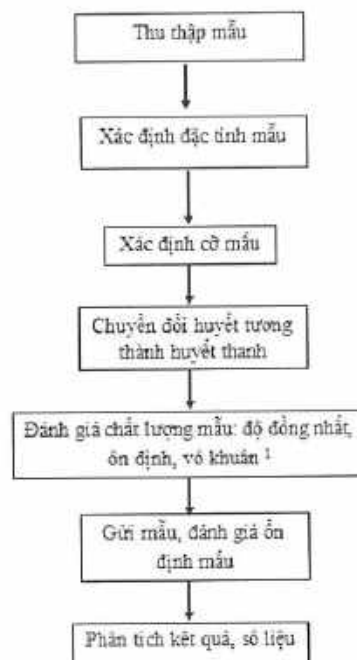 Thu thập mẫu
Xác định đặc tính mẫu
Xác định cỡ mẫu
Chuyển đổi huyết tương
thành huyết thanh
Đánh giá chất lượng mẫu: độ đồng nhất,
ổn định, vô khuẩn 1
Gửi mẫu, đánh giá ổn
định mẫu
Phân tích kết quả, số liệu